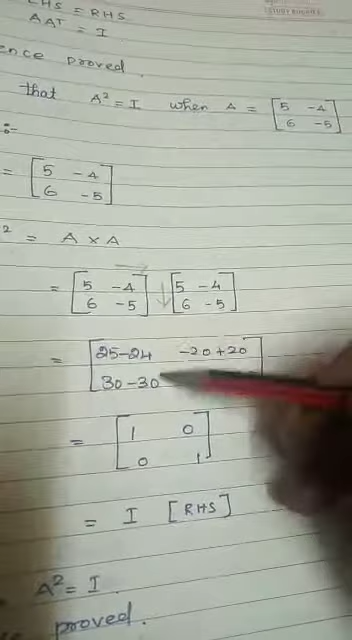 LHS = RHS
AAT = I
proved.
that A² = I when A = [5 -4
6 -5]
:-
= [5 -4
6 -5]
2 = A × A
= [5 -4
6 -5] [5 -4
6 -5]
= [25-24 -20+20
30-30
= [1 0
0 1]
= I [RHS]
A² = I.
proved.